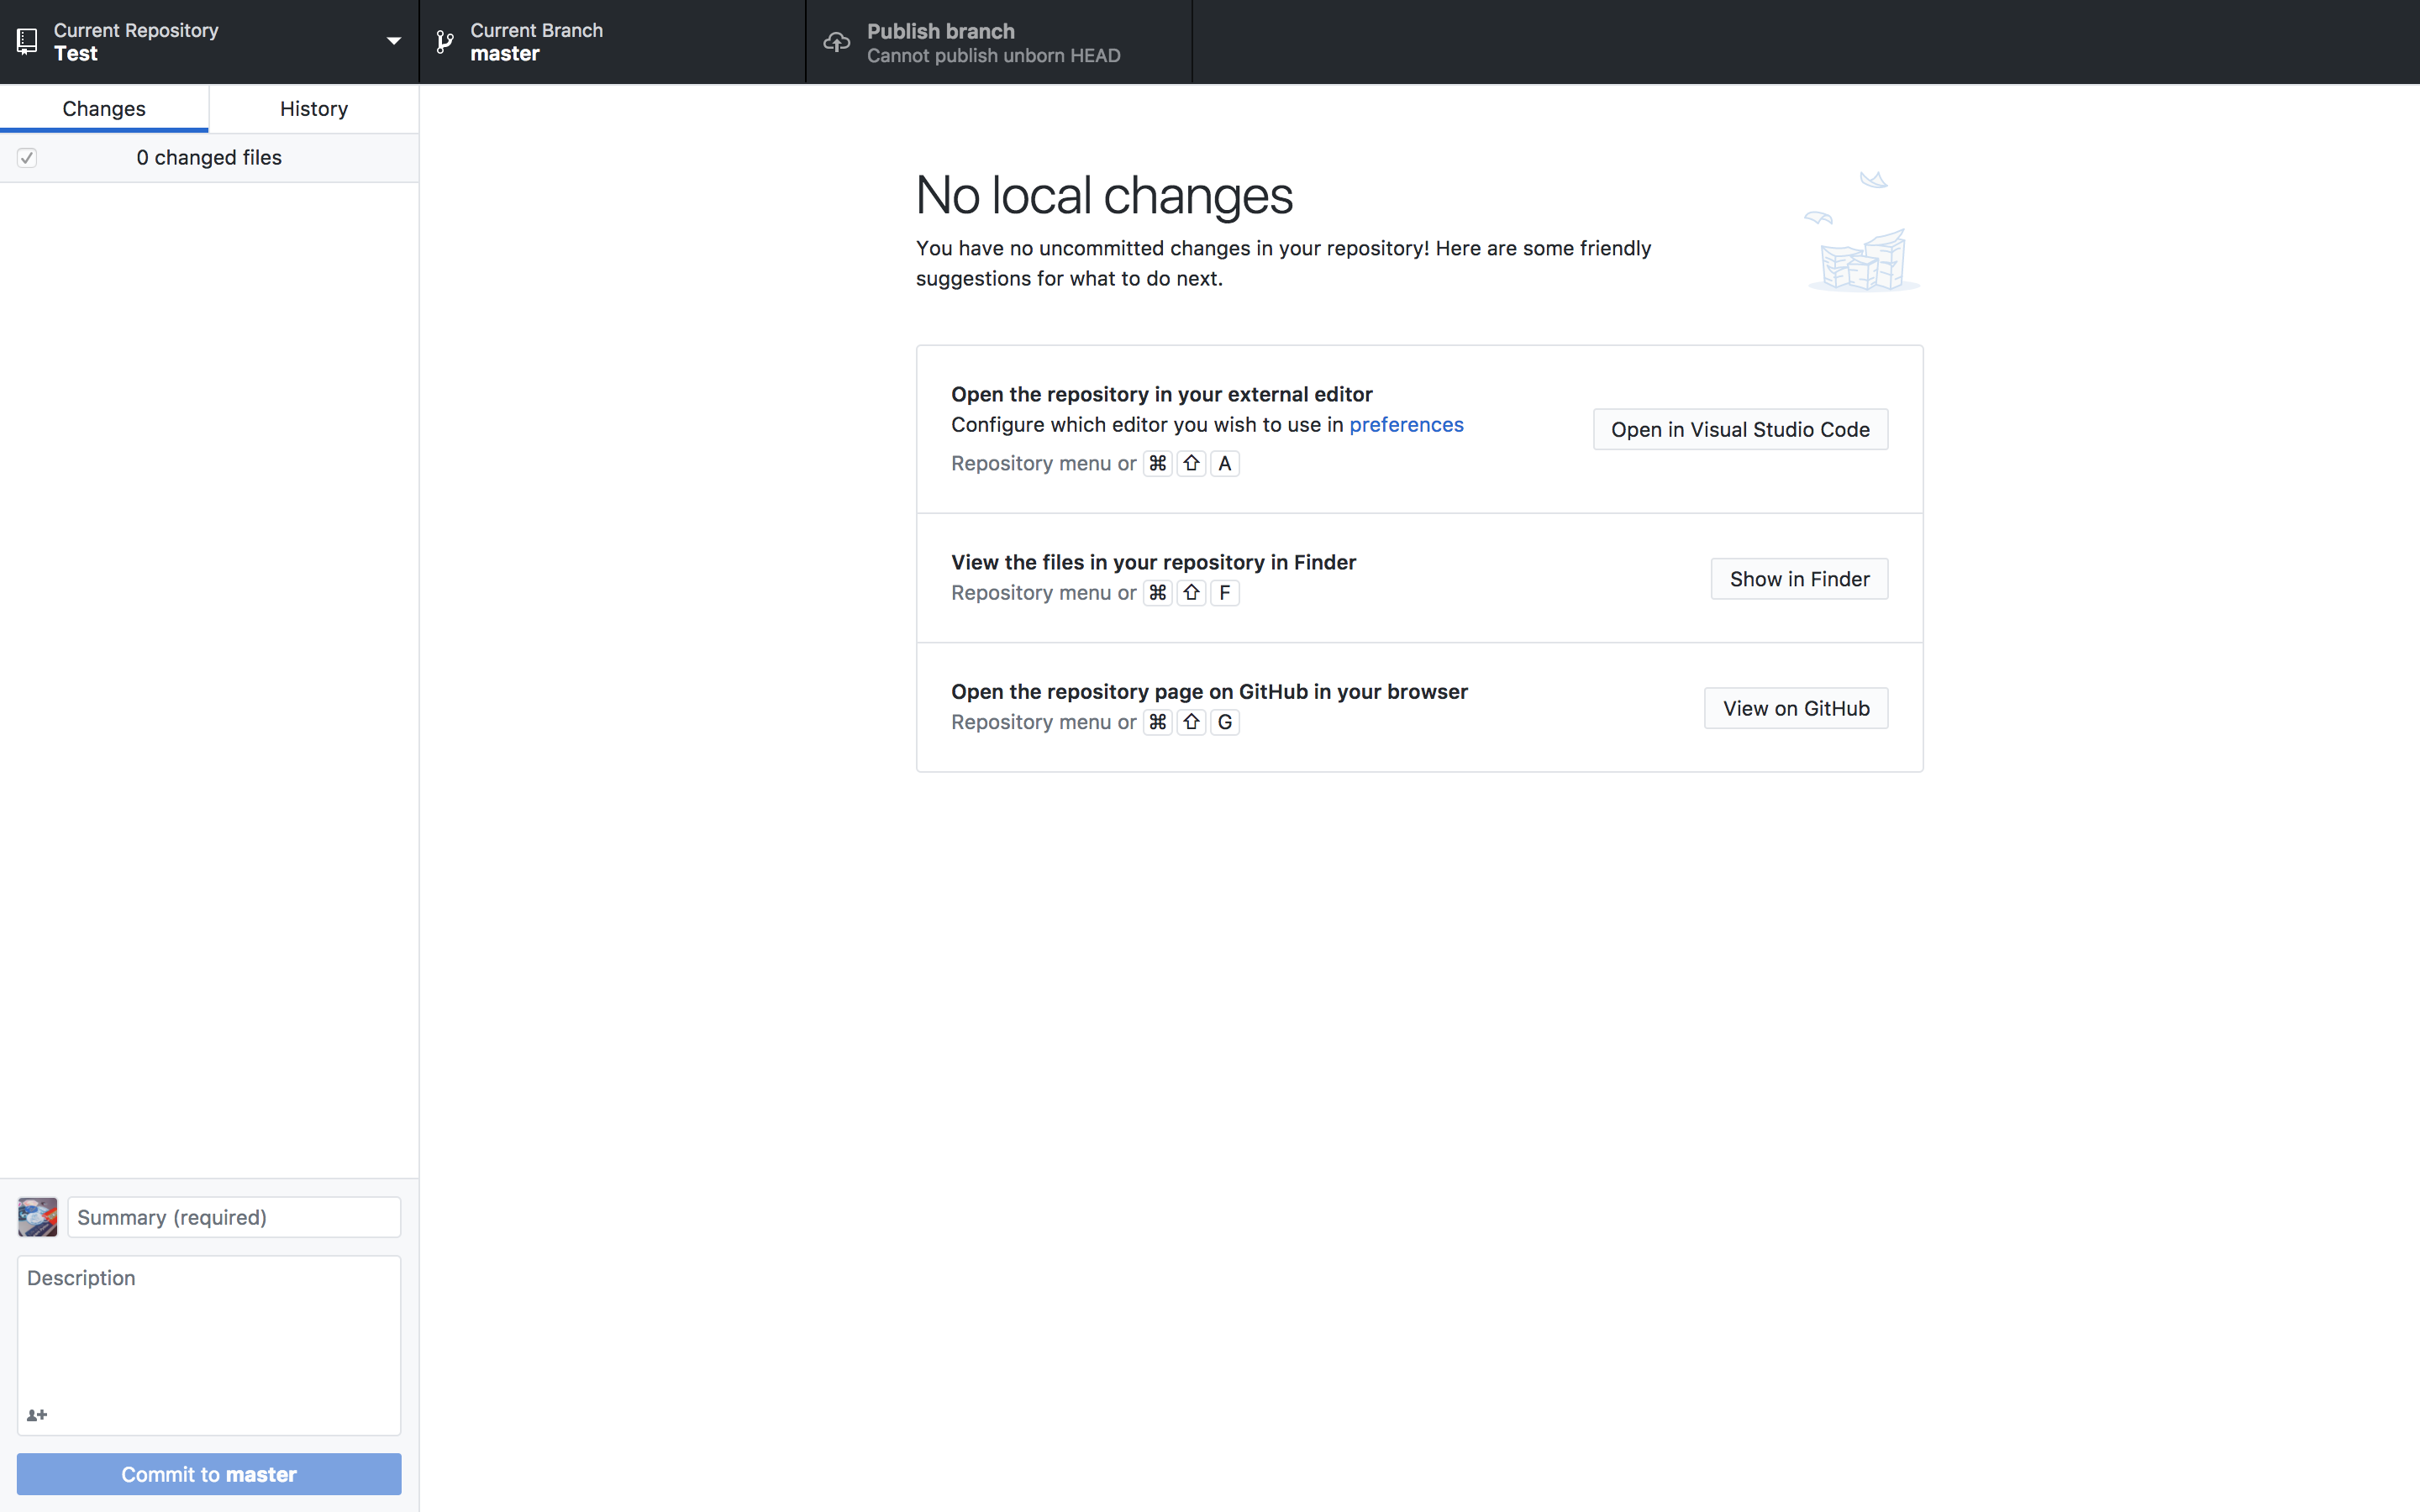 Current Repository
Test
Current Branch
master
Publish branch
Cannot publish unborn HEAD
Changes
History
0 changed files
No local changes
You have no uncommitted changes in your repository! Here are some friendly
suggestions for what to do next.
Open the repository in your external editor
Configure which editor you wish to use in preferences
Repository menu or ⌘ ⇧ A
Open in Visual Studio Code
View the files in your repository in Finder
Repository menu or ⌘ ⇧ F
Show in Finder
Open the repository page on GitHub in your browser
Repository menu or ⌘ ⇧ G
View on GitHub
Summary (required)
Description
Commit to master